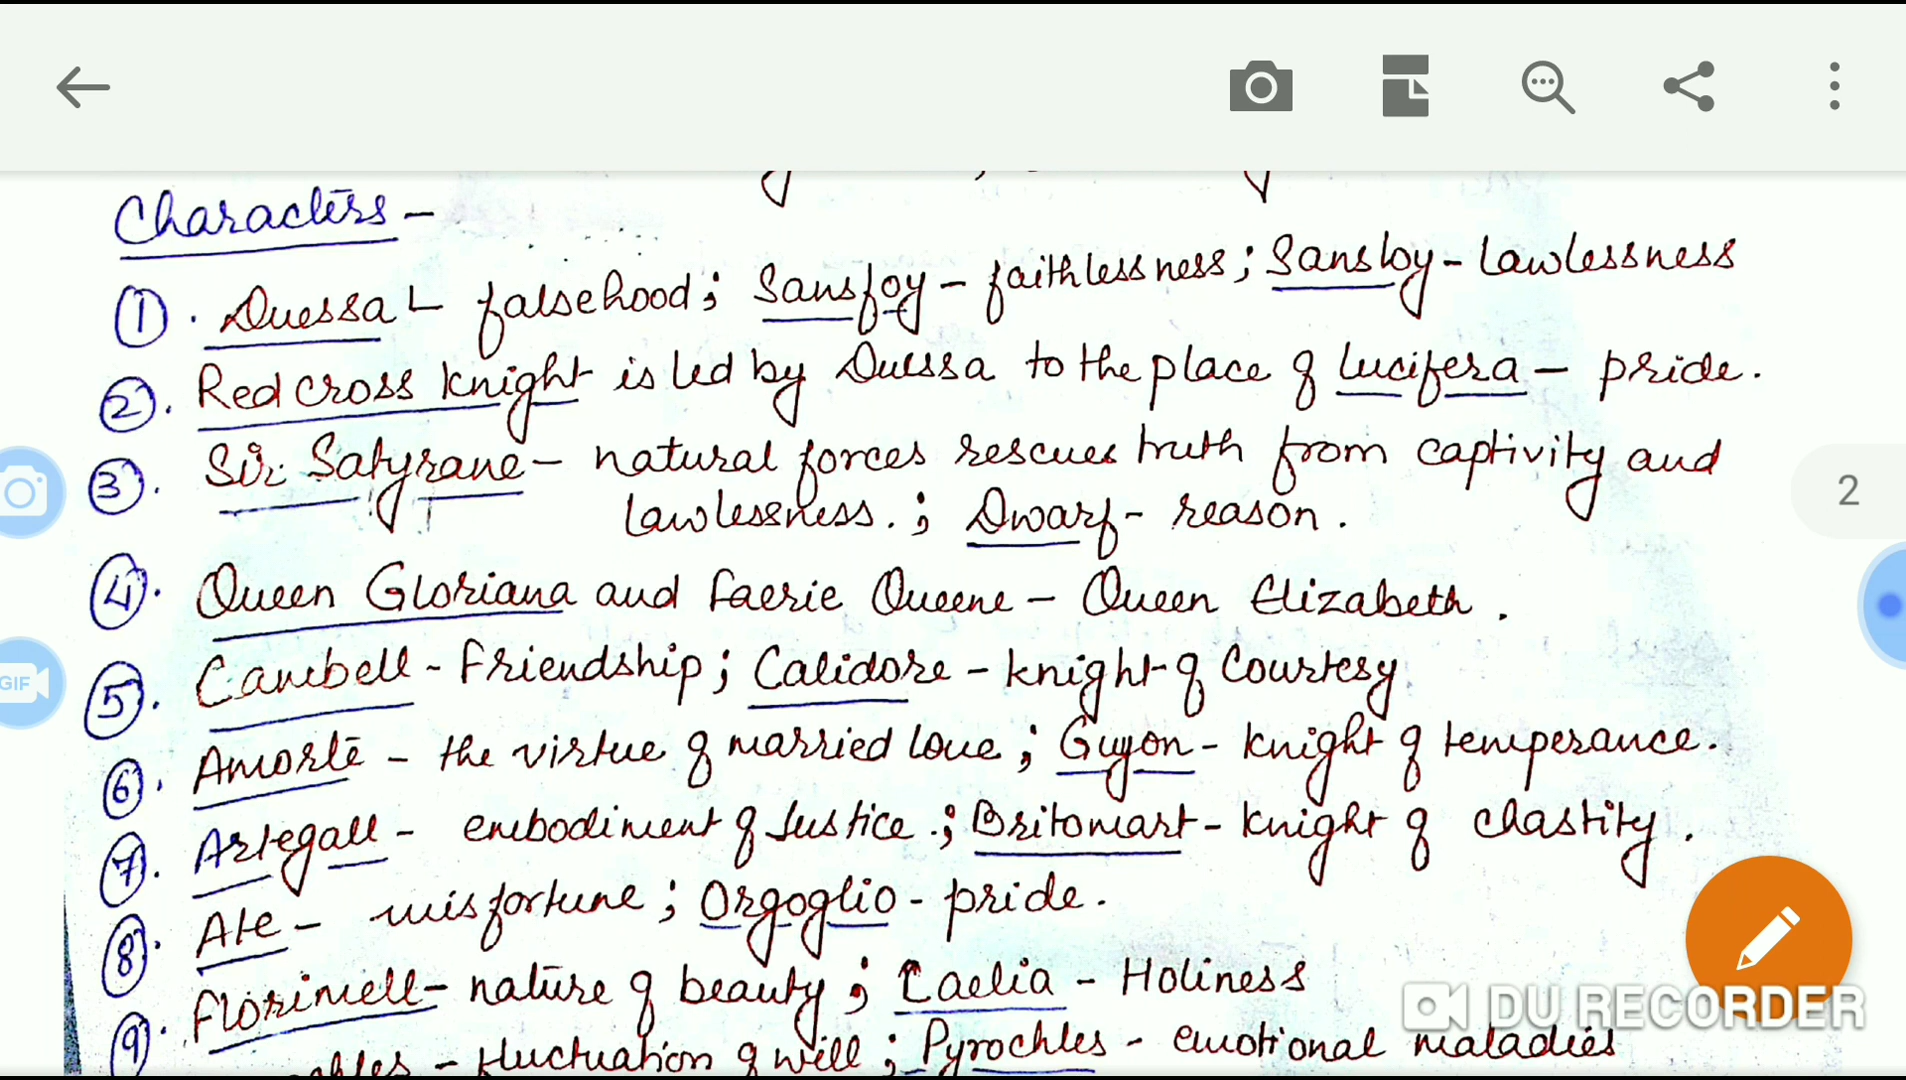 Characters -
① . Duessa - falsehood; Sansfoy - faithlessness; Sansloy - Lawlessness
②. Red cross knight is led by Duessa to the place of Lucifera - pride.
③. Sir Satyrane - natural forces rescues truth from captivity and
2
lawlessness. ; Dwarf - reason.
④. Queen Gloriana and Faerie Queene - Queen Elizabeth.
GIF
⑤. Cambell - Friendship; Calidore - knight of Courtesy
⑥. Amorte - the virtue of married love; Guyon - knight of temperance.
⑦. Artegall - embodiment of Justice.; Britomart - knight of chastity.
⑧. Ate - misfortune; Orgoglio - pride.
⑨. Florimell - nature of beauty; Caelia - Holiness
DU RECORDER
- fluctuation of will; Pyrochles - emotional maladies